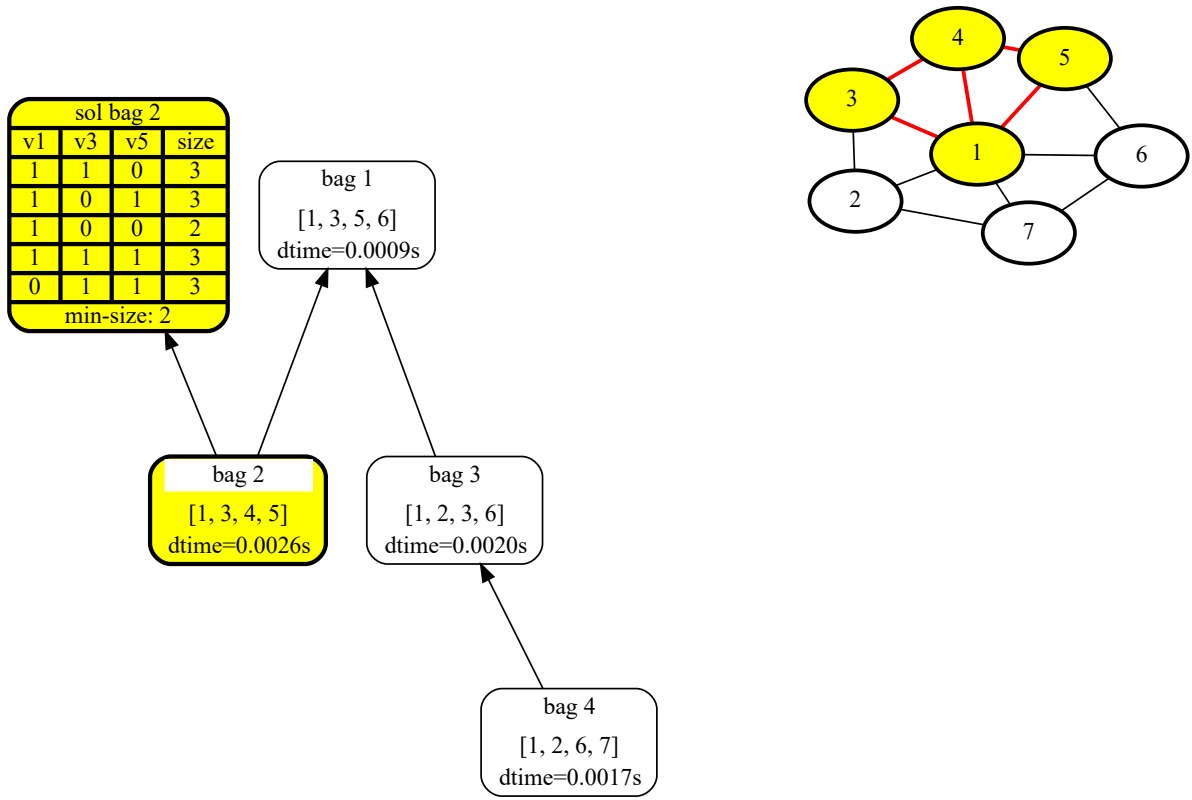 sol bag 2
v1 v3 v5 size
1 1 0 3
1 0 1 3
1 0 0 2
1 1 1 3
0 1 1 3
min-size: 2
bag 1
[1, 3, 5, 6]
dtime=0.0009s
bag 2
[1, 3, 4, 5]
dtime=0.0026s
bag 3
[1, 2, 3, 6]
dtime=0.0020s
bag 4
[1, 2, 6, 7]
dtime=0.0017s
4
5
3
1
6
2
7